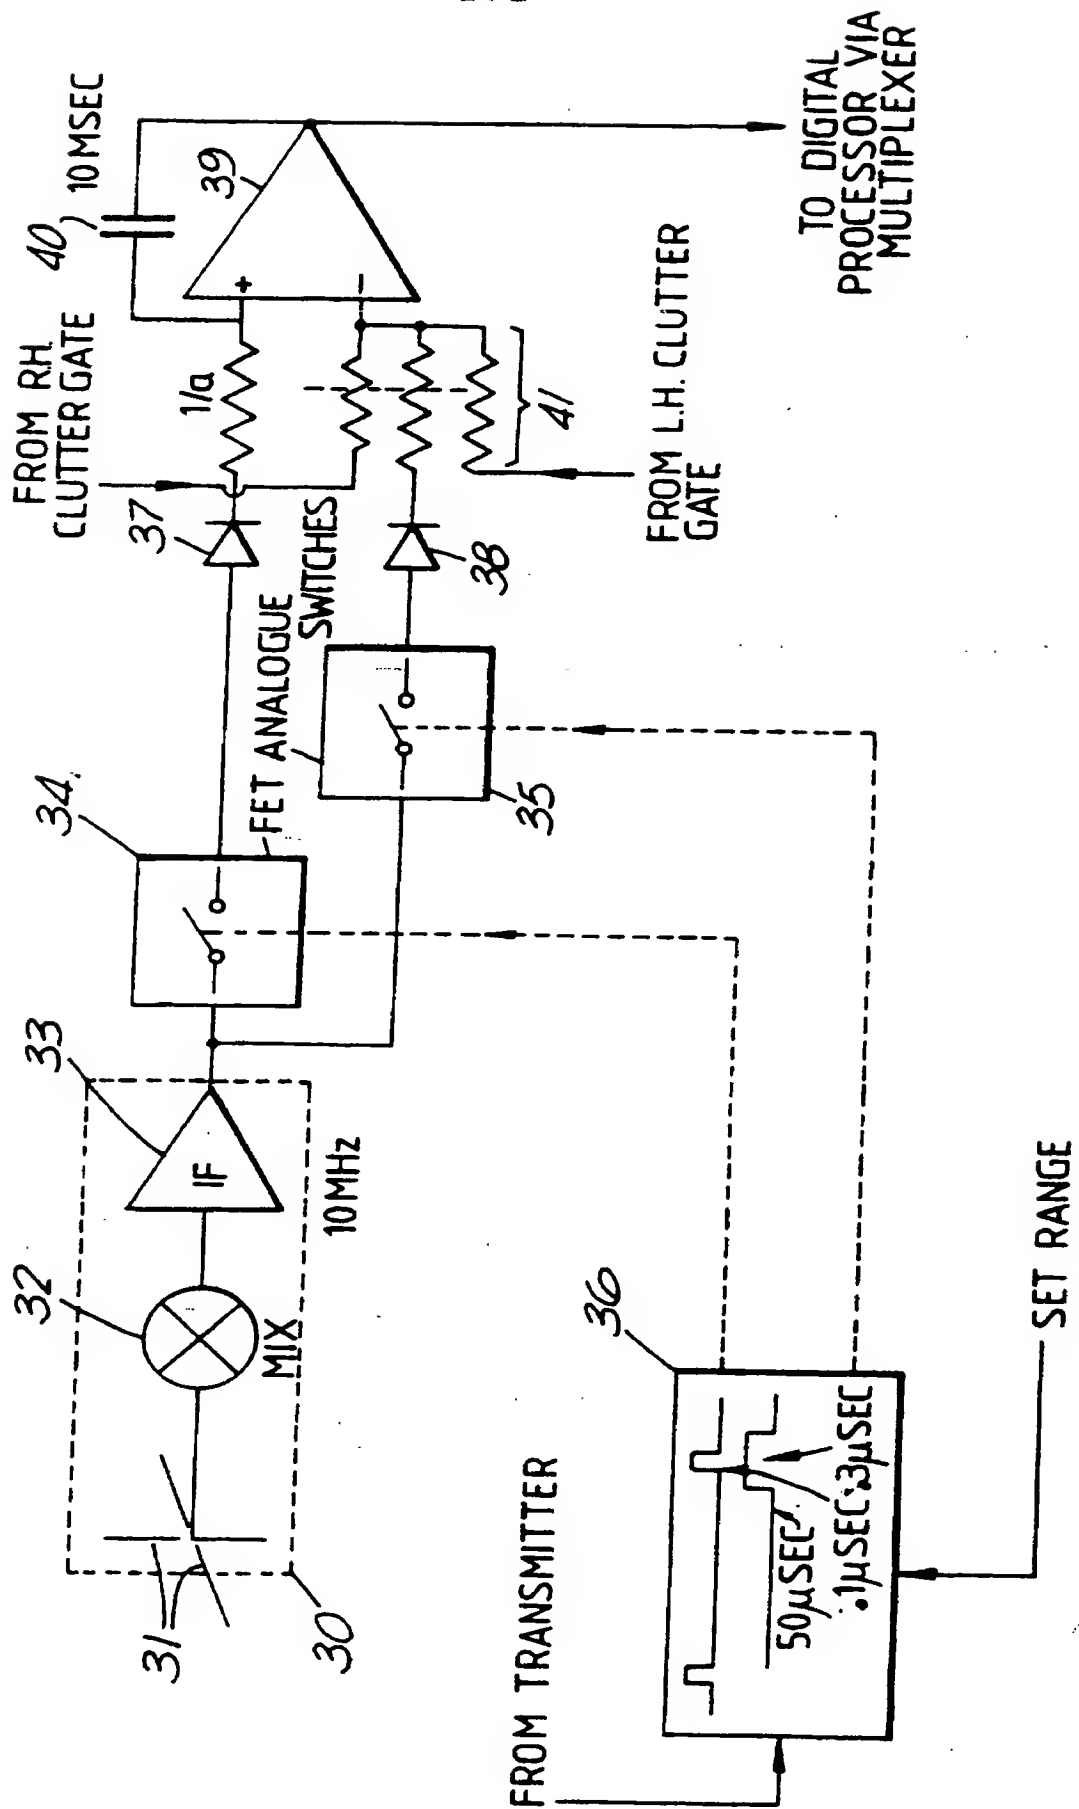 31
30
32
MIX
33
IF
10MHz
34
FET ANALOGUE
SWITCHES
35
37
38
FROM R.H.
CLUTTER GATE
1/a
40
10MSEC
+
−
39
41
FROM L.H. CLUTTER
GATE
TO DIGITAL
PROCESSOR VIA
MULTIPLEXER
FROM TRANSMITTER
36
50µSEC
.1µSEC
.3µSEC
SET RANGE